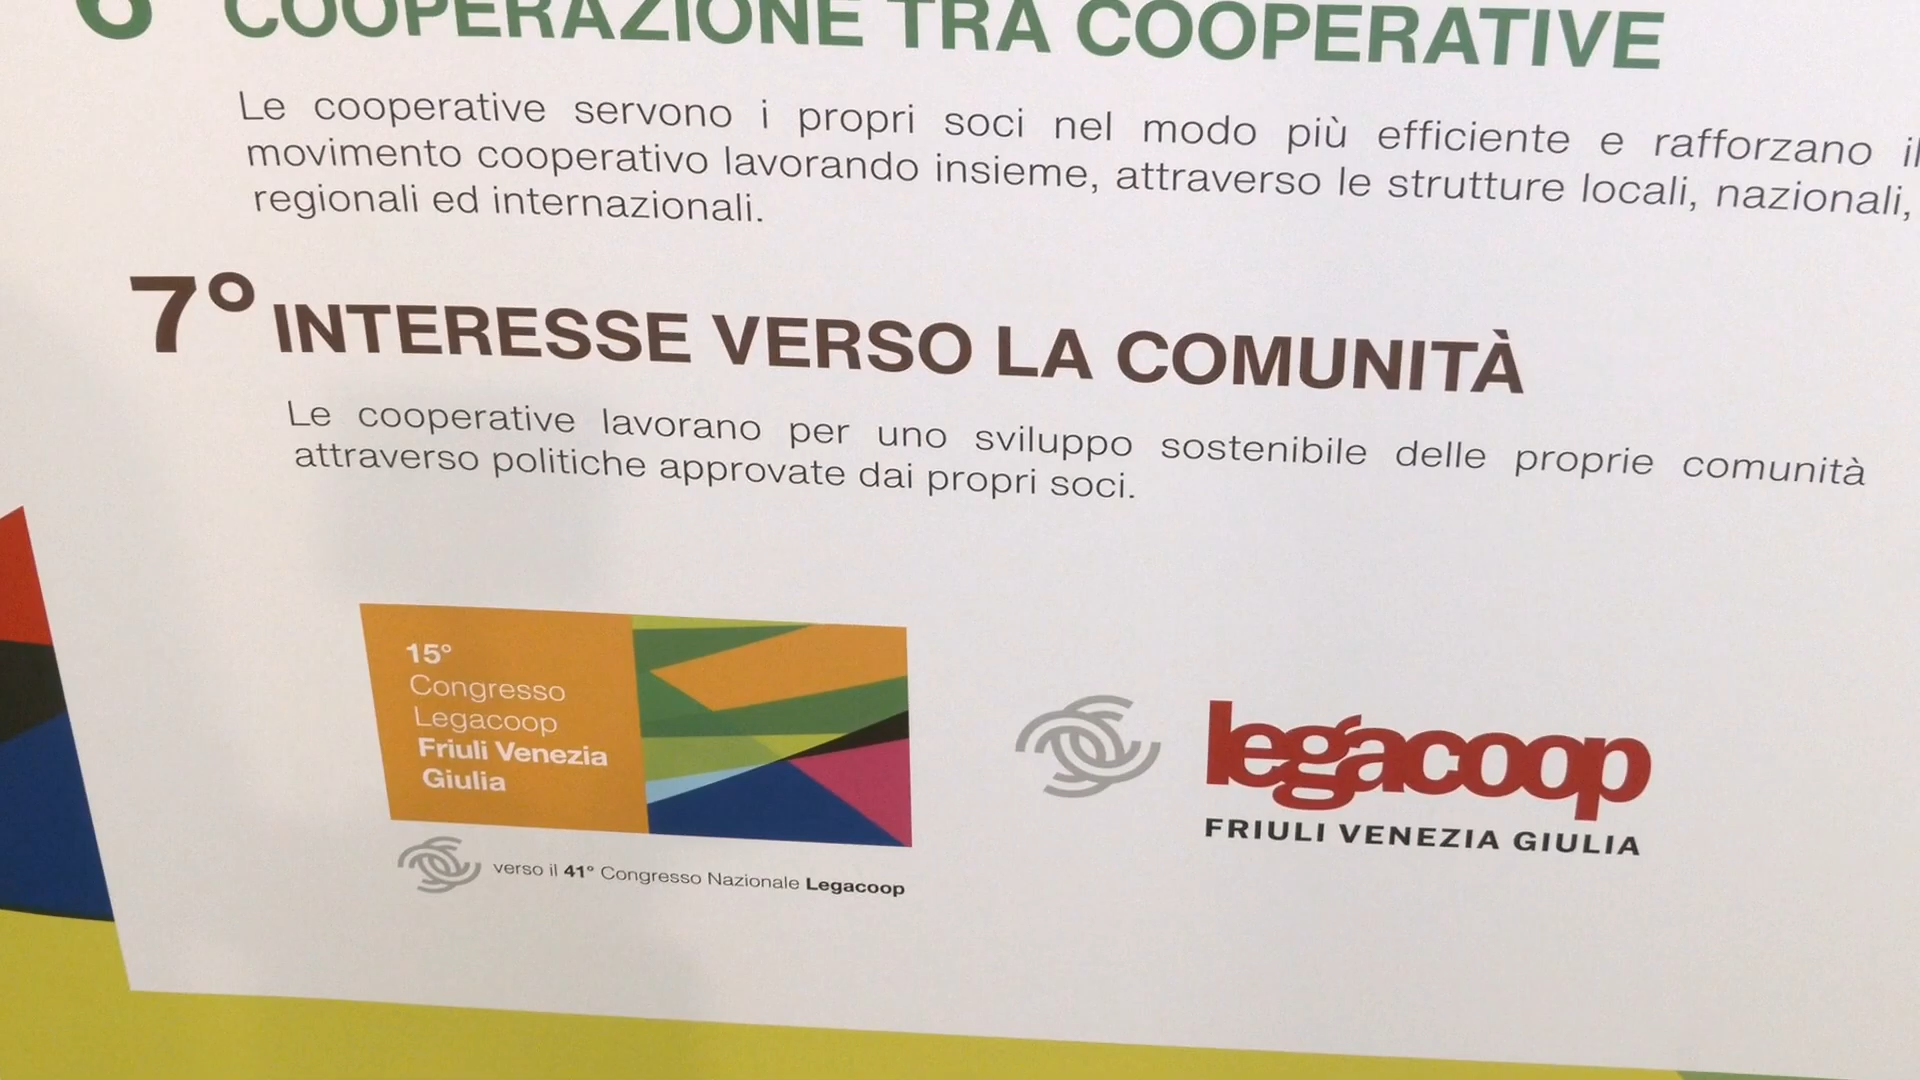 6° COOPERAZIONE TRA COOPERATIVE
Le cooperative servono i propri soci nel modo più efficiente e rafforzano il
movimento cooperativo lavorando insieme, attraverso le strutture locali, nazionali,
regionali ed internazionali.
7° INTERESSE VERSO LA COMUNITÀ
Le cooperative lavorano per uno sviluppo sostenibile delle proprie comunità
attraverso politiche approvate dai propri soci.
15°
Congresso
Legacoop
Friuli Venezia
Giulia
verso il 41° Congresso Nazionale Legacoop
legacoop
FRIULI VENEZIA GIULIA